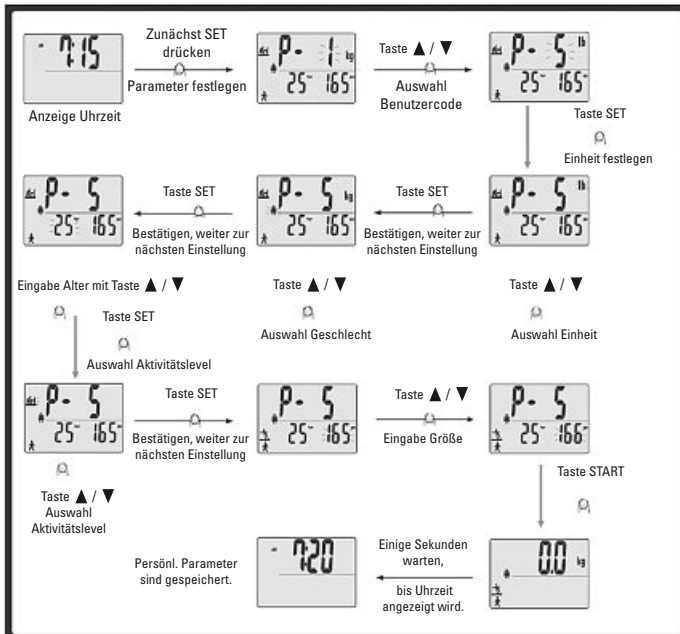 7:15
Anzeige Uhrzeit
Zunächst SET
drücken
Parameter festlegen
P- 1 kg
25 165
Taste ▲ / ▼
Auswahl
Benutzercode
P- 5 lb
25 165
Taste SET
Einheit festlegen
P- 5 lb
25 165
Taste ▲ / ▼
Auswahl Einheit
Taste SET
Bestätigen, weiter zur
nächsten Einstellung
P- 5 kg
25 165
Taste ▲ / ▼
Auswahl Geschlecht
Taste SET
Bestätigen, weiter zur
nächsten Einstellung
P- 5
25 165
Eingabe Alter mit Taste ▲ / ▼
Taste SET
Auswahl Aktivitätslevel
P- 5
25 165
Taste ▲ / ▼
Auswahl
Aktivitätslevel
Taste SET
Bestätigen, weiter zur
nächsten Einstellung
P- 5
25 165
Taste ▲ / ▼
Eingabe Größe
P- 5
25 166
Taste START
0.0 kg
Einige Sekunden
warten,
bis Uhrzeit
angezeigt wird.
7:20
Persönl. Parameter
sind gespeichert.